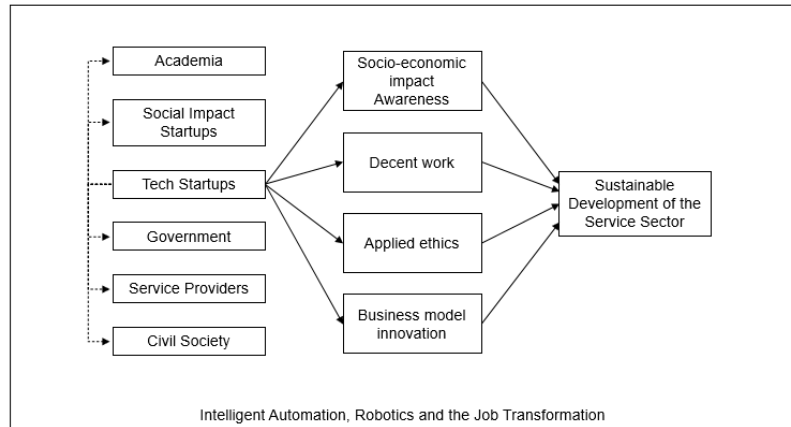 Academia
Social Impact
Startups
Tech Startups
Government
Service Providers
Civil Society
Socio-economic
impact
Awareness
Decent work
Applied ethics
Business model
innovation
Sustainable
Development of the
Service Sector
Intelligent Automation, Robotics and the Job Transformation